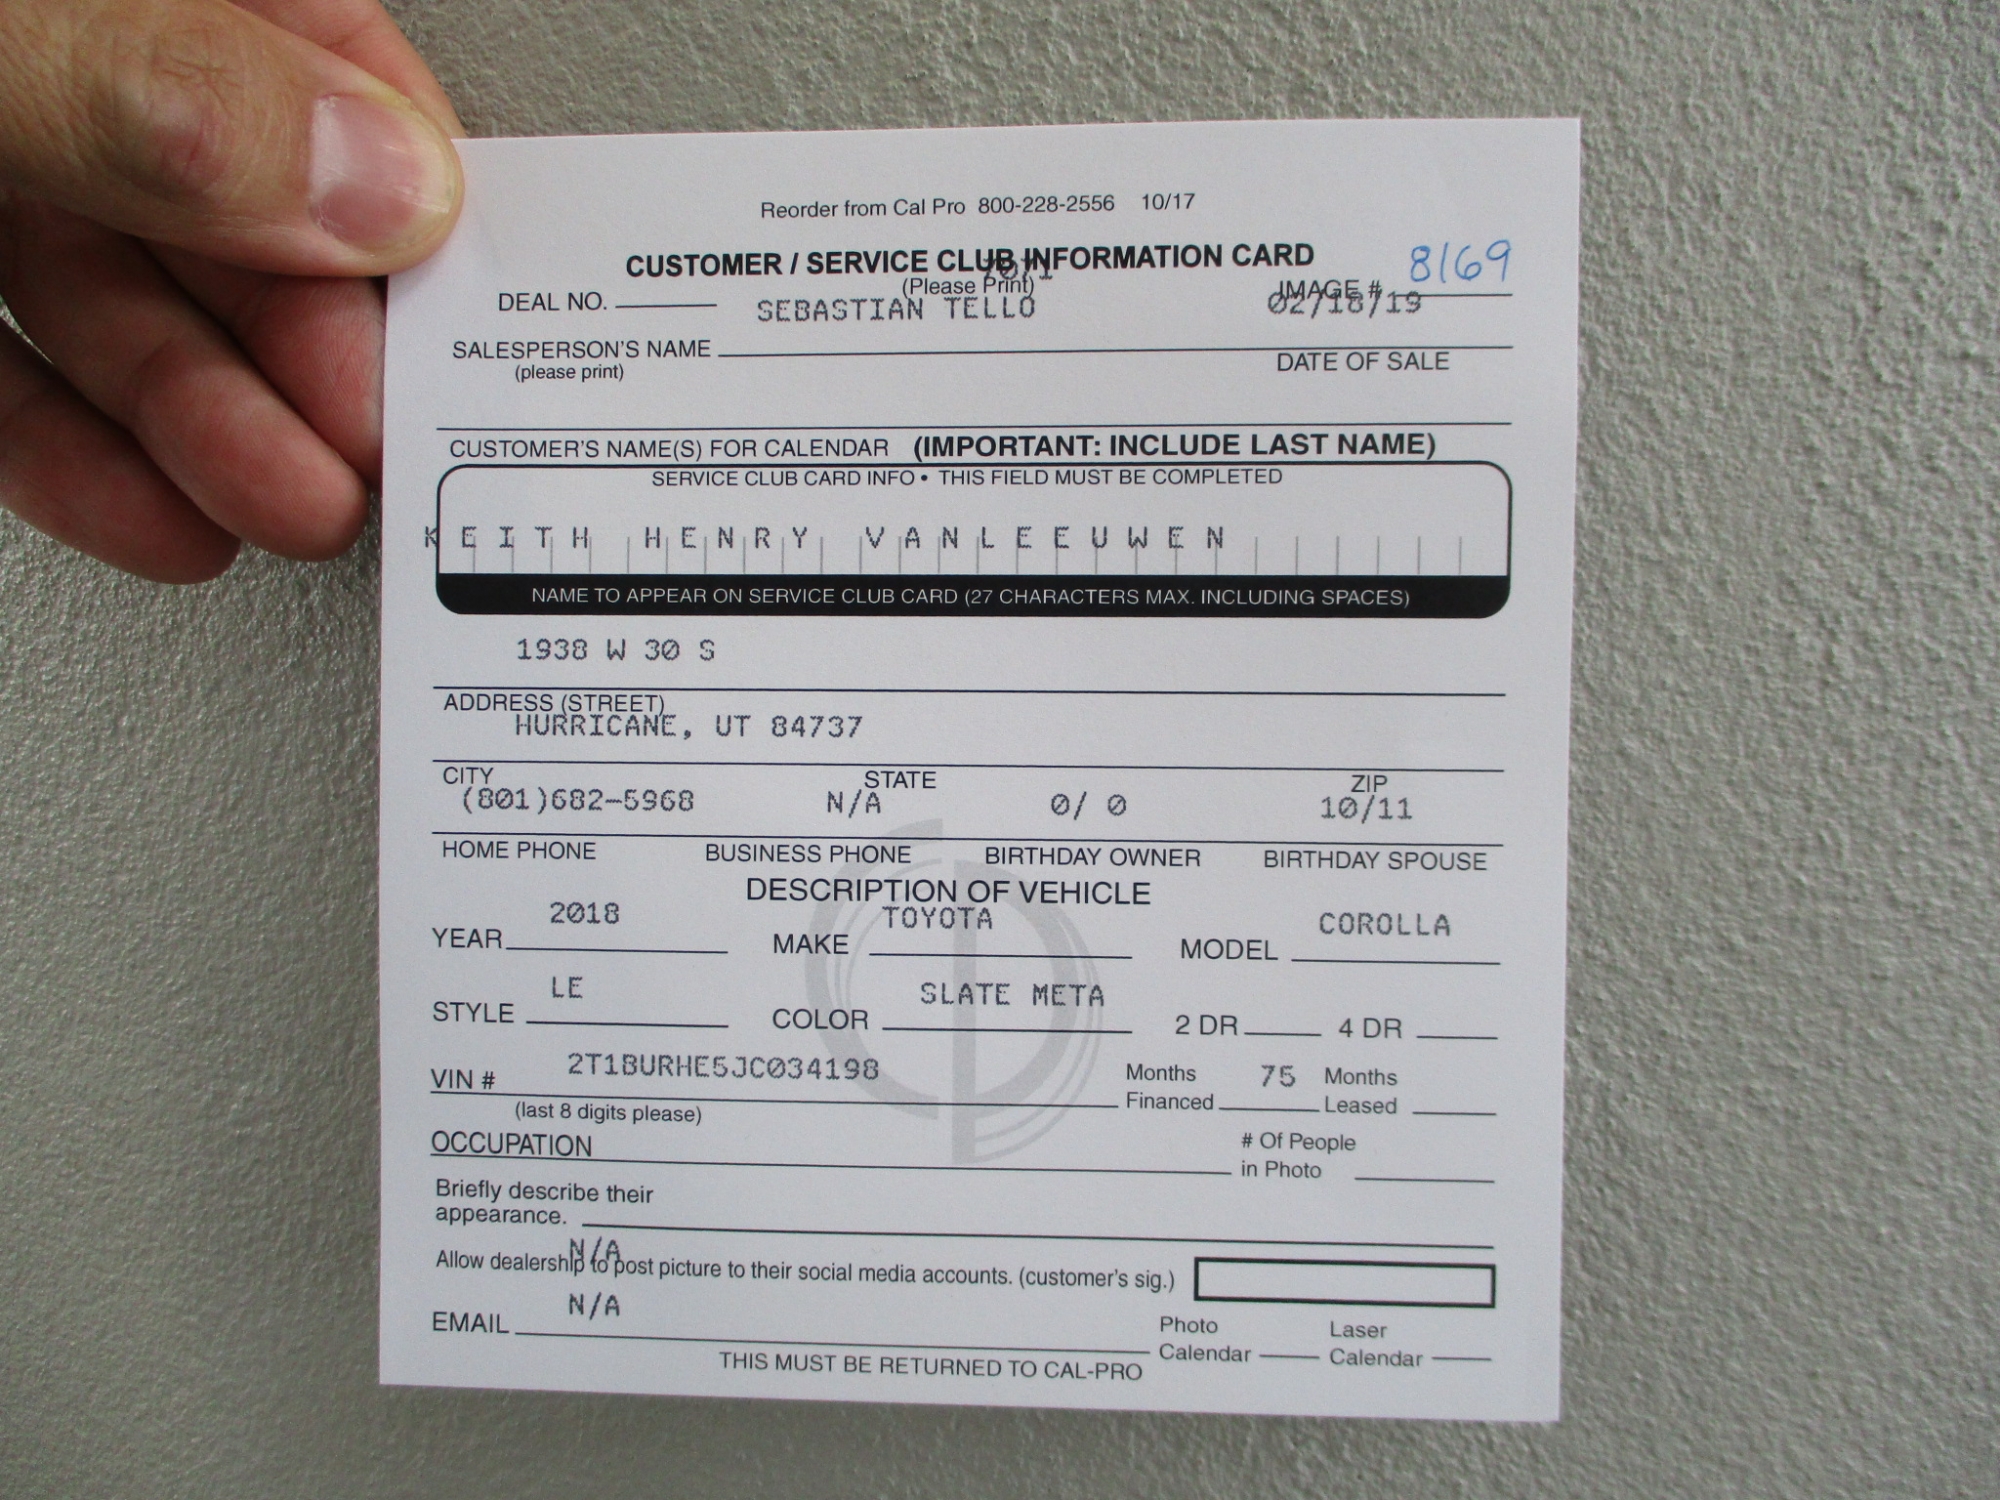 Reorder from Cal Pro 800-228-2556 10/17
CUSTOMER / SERVICE CLUB INFORMATION CARD 8169
(Please Print)
DEAL NO. SEBASTIAN TELLO IMAGE # 02/18/19
SALESPERSON'S NAME
(please print) DATE OF SALE
CUSTOMER'S NAME(S) FOR CALENDAR (IMPORTANT: INCLUDE LAST NAME)
SERVICE CLUB CARD INFO • THIS FIELD MUST BE COMPLETED
KEITH HENRY VANLEEUWEN
NAME TO APPEAR ON SERVICE CLUB CARD (27 CHARACTERS MAX. INCLUDING SPACES)
1938 W 30 S
ADDRESS (STREET)
HURRICANE, UT 84737
CITY STATE ZIP
(801)682-5968 N/A 0/ 0 10/11
HOME PHONE BUSINESS PHONE BIRTHDAY OWNER BIRTHDAY SPOUSE
DESCRIPTION OF VEHICLE
2018 TOYOTA COROLLA
YEAR MAKE MODEL
LE SLATE META
STYLE COLOR 2 DR 4 DR
2T1BURHE5JC034198 Months 75 Months
VIN # Financed Leased
(last 8 digits please)
OCCUPATION # Of People
in Photo
Briefly describe their
appearance.
N/A
Allow dealership to post picture to their social media accounts. (customer's sig.)
N/A
EMAIL Photo Laser
Calendar Calendar
THIS MUST BE RETURNED TO CAL-PRO